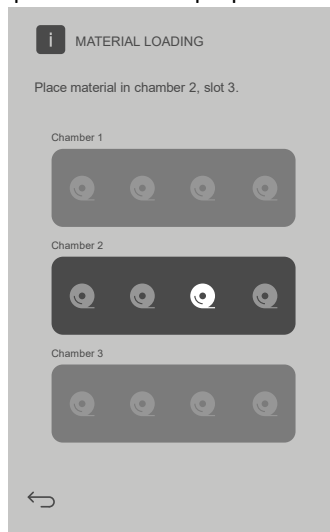 i MATERIAL LOADING
Place material in chamber 2, slot 3.
Chamber 1
Chamber 2
Chamber 3